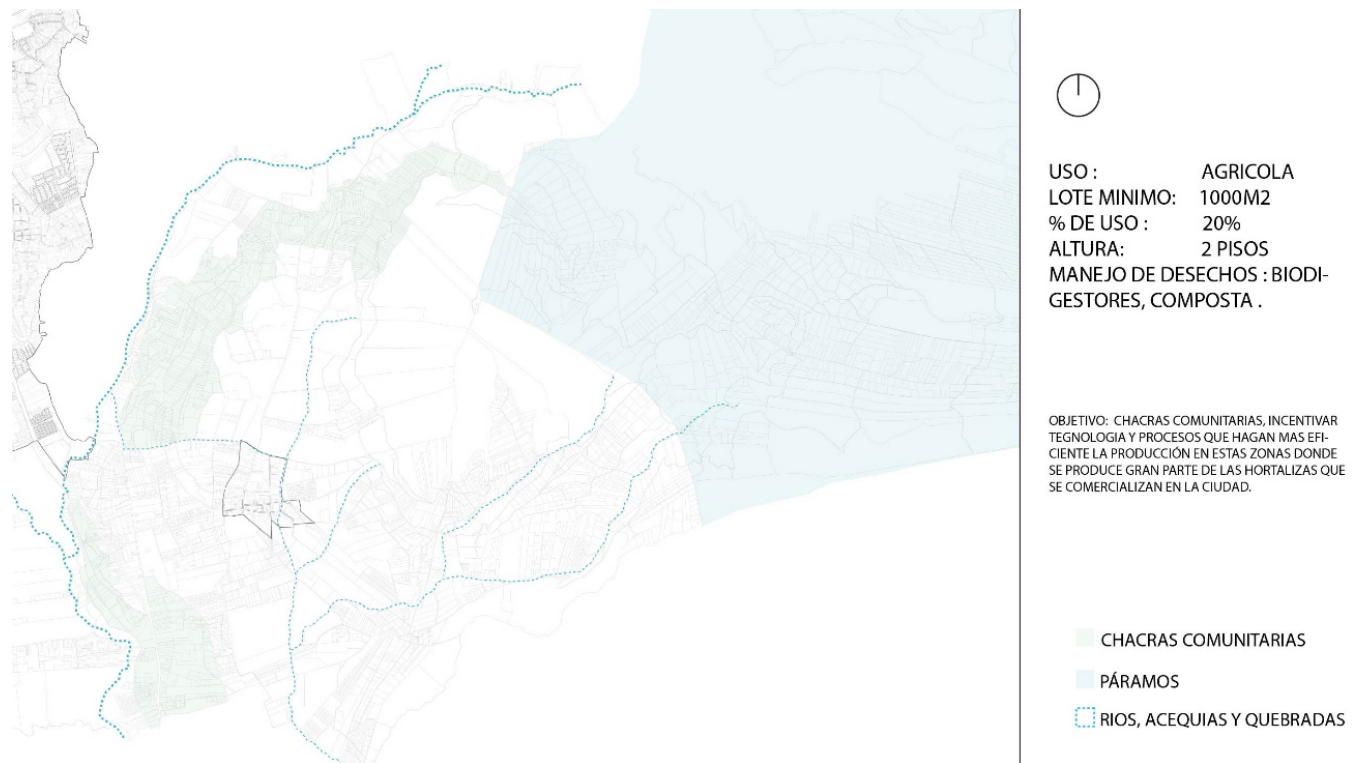 USO : AGRICOLA
LOTE MINIMO: 1000M2
% DE USO : 20%
ALTURA: 2 PISOS
MANEJO DE DESECHOS : BIODI-
GESTORES, COMPOSTA .
OBJETIVO: CHACRAS COMUNITARIAS, INCENTIVAR
TEGNOLOGIA Y PROCESOS QUE HAGAN MAS EFI-
CIENTE LA PRODUCCIÓN EN ESTAS ZONAS DONDE
SE PRODUCE GRAN PARTE DE LAS HORTALIZAS QUE
SE COMERCIALIZAN EN LA CIUDAD.
CHACRAS COMUNITARIAS
PÁRAMOS
RIOS, ACEQUIAS Y QUEBRADAS